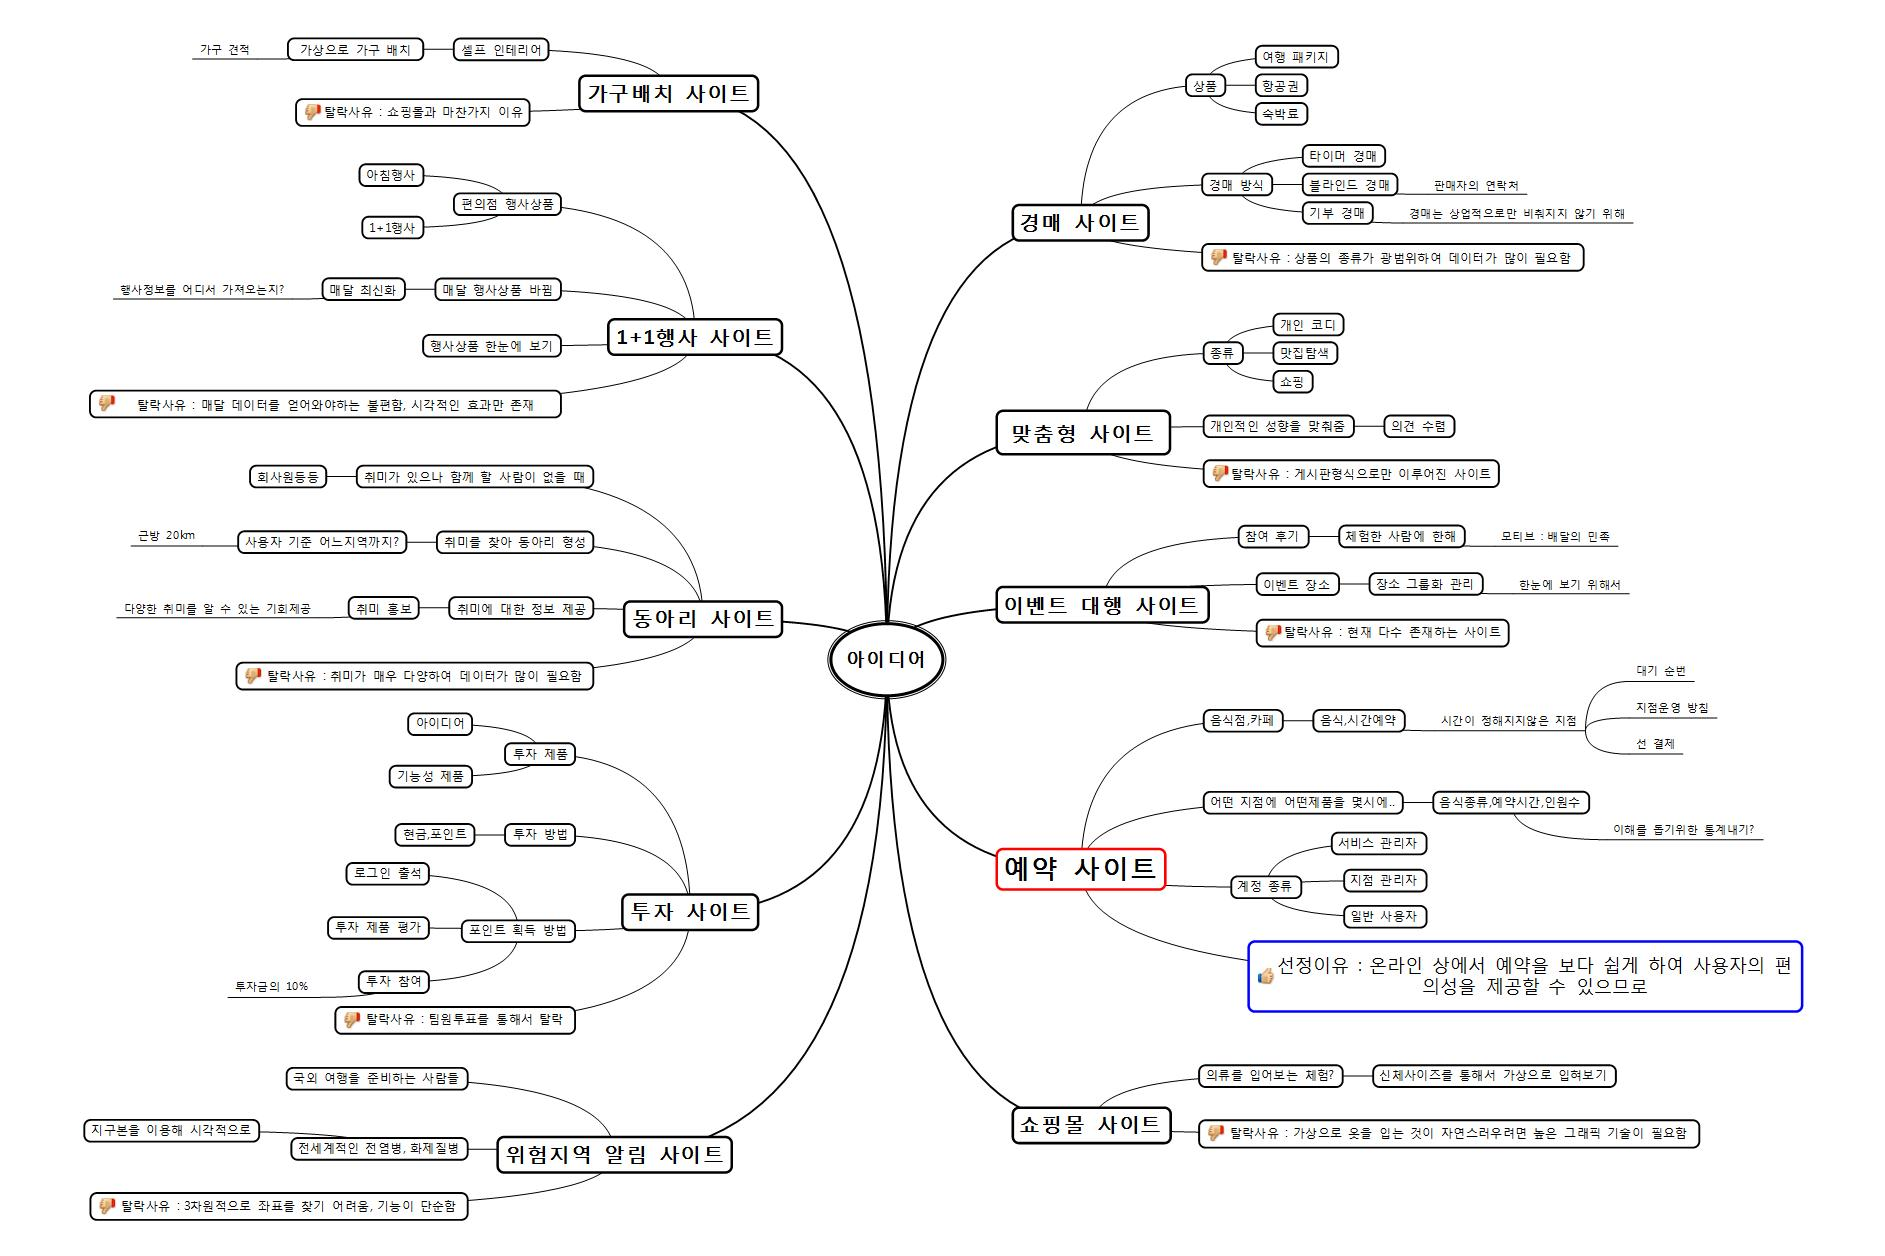 아이디어
가구배치 사이트
셀프 인테리어
가상으로 가구 배치
가구 견적
탈락사유 : 쇼핑몰과 마찬가지 이유
1+1행사 사이트
편의점 행사상품
아침행사
1+1행사
매달 행사상품 바뀜
매달 최신화
행사정보를 어디서 가져오는지?
행사상품 한눈에 보기
탈락사유 : 매달 데이터를 얻어와야하는 불편함, 시각적인 효과만 존재
동아리 사이트
취미가 있으나 함께 할 사람이 없을 때
회사원등등
취미를 찾아 동아리 형성
사용자 기준 어느지역까지?
근방 20km
취미에 대한 정보 제공
취미 홍보
다양한 취미를 알 수 있는 기회제공
탈락사유 : 취미가 매우 다양하여 데이터가 많이 필요함
투자 사이트
투자 제품
아이디어
기능성 제품
투자 방법
현금,포인트
포인트 획득 방법
로그인 출석
투자 제품 평가
투자 참여
투자금의 10%
탈락사유 : 팀원투표를 통해서 탈락
위험지역 알림 사이트
국외 여행을 준비하는 사람들
전세계적인 전염병, 화제질병
지구본을 이용해 시각적으로
탈락사유 : 3차원적으로 좌표를 찾기 어려움, 기능이 단순함
경매 사이트
상품
여행 패키지
항공권
숙박료
경매 방식
타이머 경매
블라인드 경매
판매자의 연락처
기부 경매
경매는 상업적으로만 비춰지지 않기 위해
탈락사유 : 상품의 종류가 광범위하여 데이터가 많이 필요함
맞춤형 사이트
종류
개인 코디
맛집탐색
쇼핑
개인적인 성향을 맞춰줌
의견 수렴
탈락사유 : 게시판형식으로만 이루어진 사이트
이벤트 대행 사이트
참여 후기
체험한 사람에 한해
모티브 : 배달의 민족
이벤트 장소
장소 그룹화 관리
한눈에 보기 위해서
탈락사유 : 현재 다수 존재하는 사이트
예약 사이트
음식점,카페
음식,시간예약
시간이 정해지지않은 지점
대기 순번
지점운영 방침
선 결제
어떤 지점에 어떤제품을 몇시에..
음식종류,예약시간,인원수
이해를 돕기위한 통계내기?
계정 종류
서비스 관리자
지점 관리자
일반 사용자
선정이유 : 온라인 상에서 예약을 보다 쉽게 하여 사용자의 편
의성을 제공할 수 있으므로
쇼핑몰 사이트
의류를 입어보는 체험?
신체사이즈를 통해서 가상으로 입혀보기
탈락사유 : 가상으로 옷을 입는 것이 자연스러우려면 높은 그래픽 기술이 필요함